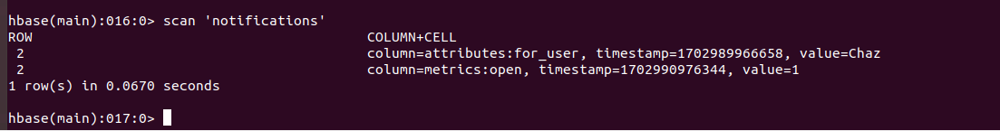 hbase(main):016:0> scan 'notifications'
ROW COLUMN+CELL
2 column=attributes:for_user, timestamp=1702989966658, value=Chaz
2 column=metrics:open, timestamp=1702990976344, value=1
1 row(s) in 0.0670 seconds
hbase(main):017:0>